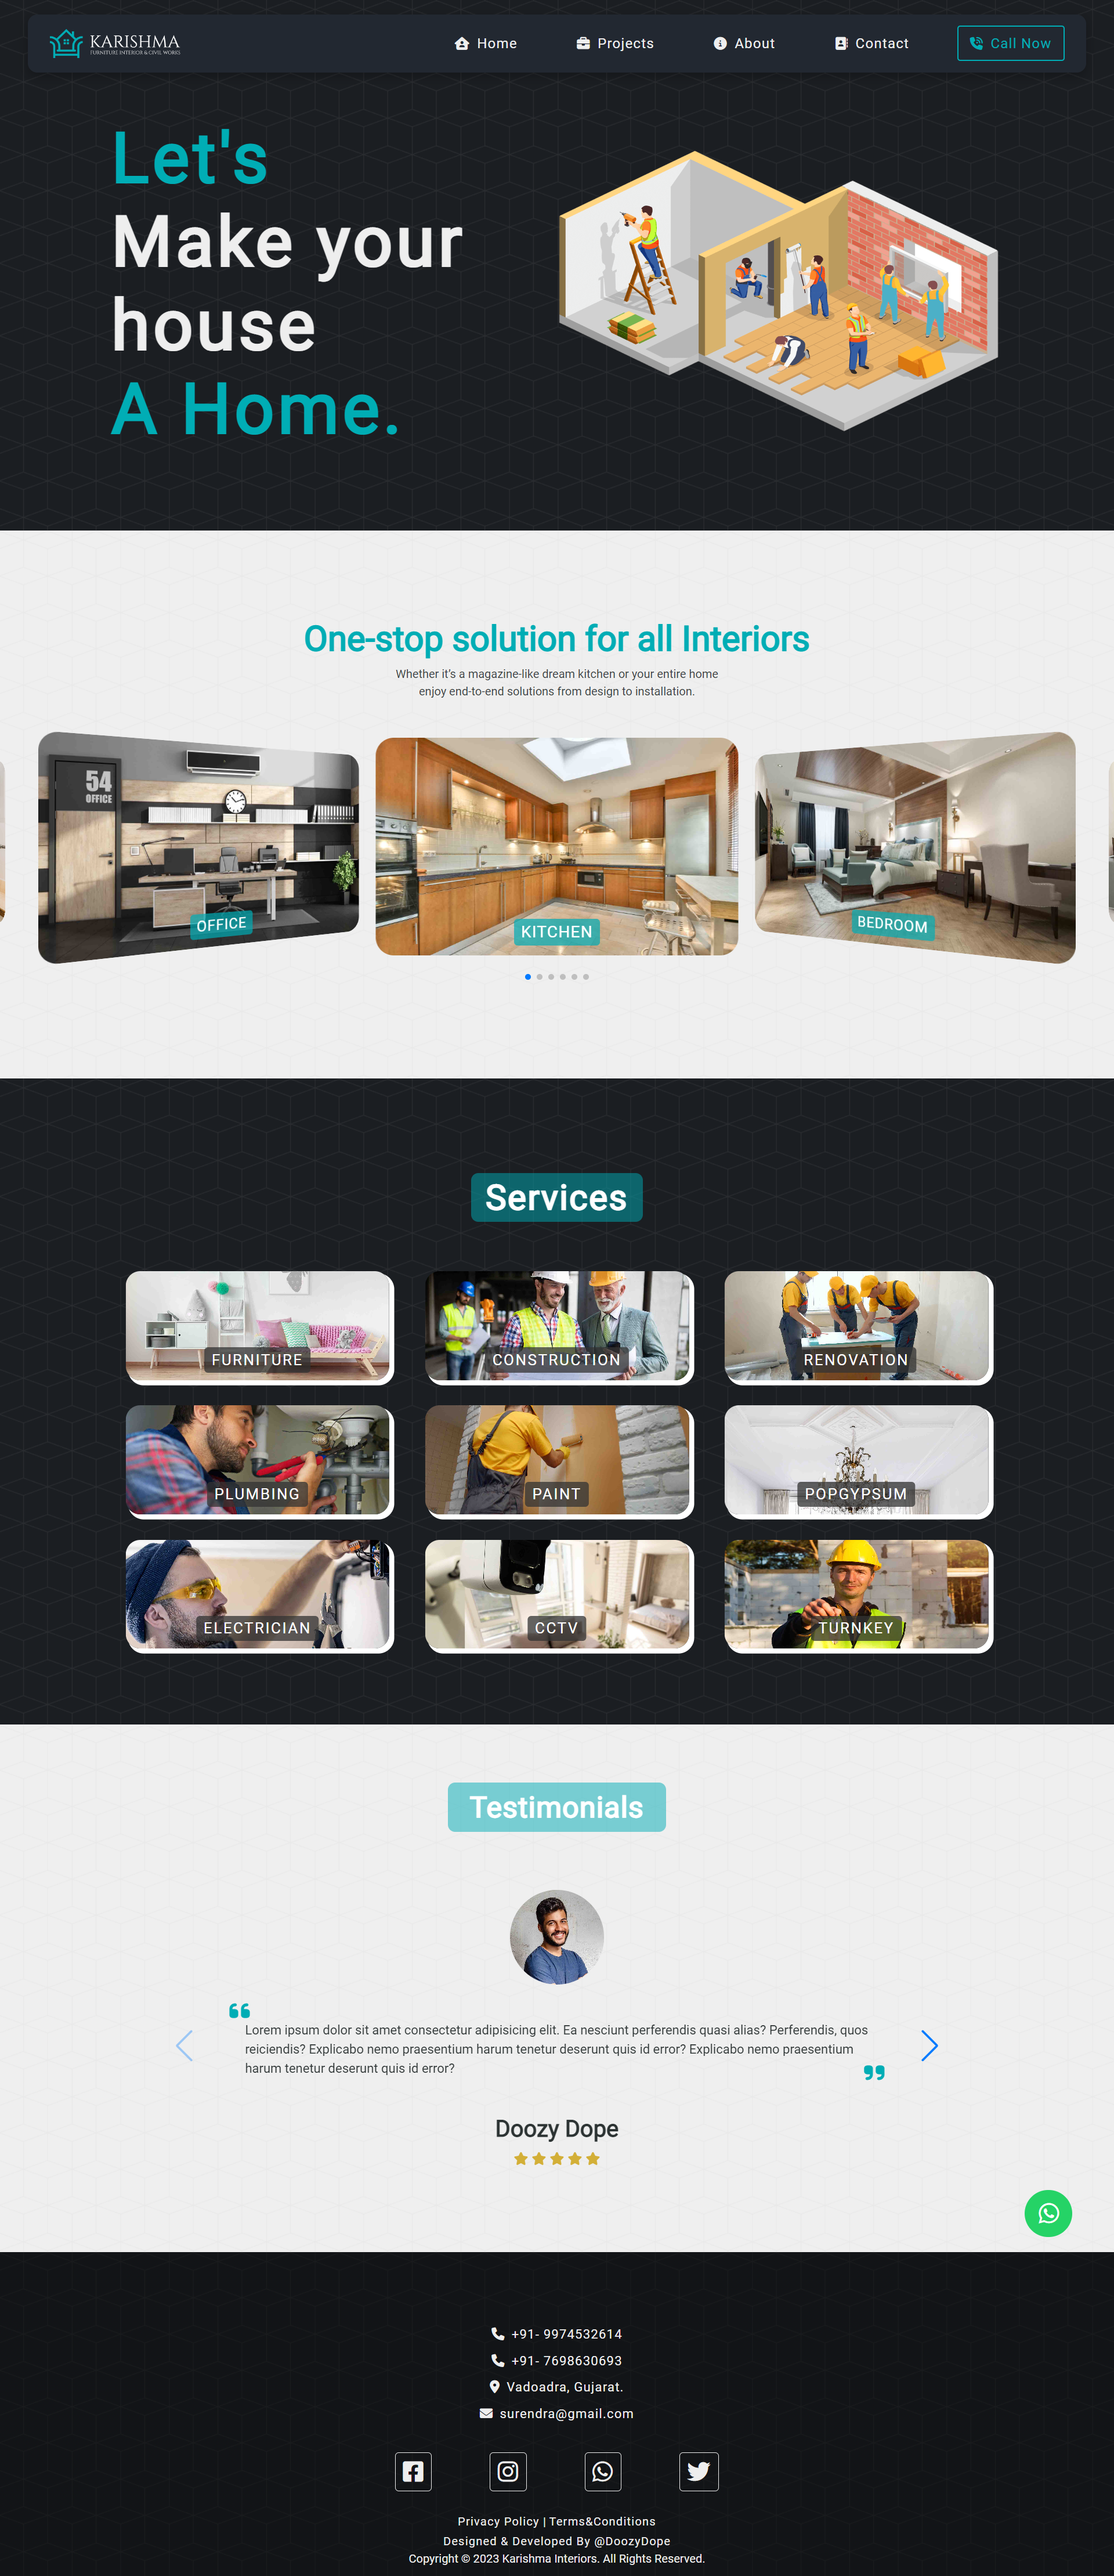 KARISHMA
FURNITURE INTERIOR & CIVIL WORKS
Home
Projects
About
Contact
Call Now
Let's
Make your
house
A Home.
One-stop solution for all Interiors
Whether it's a magazine-like dream kitchen or your entire home
enjoy end-to-end solutions from design to installation.
54
OFFICE
OFFICE
KITCHEN
BEDROOM
Services
FURNITURE
CONSTRUCTION
RENOVATION
PLUMBING
PAINT
POPGYPSUM
ELECTRICIAN
CCTV
TURNKEY
Testimonials
Lorem ipsum dolor sit amet consectetur adipisicing elit. Ea nesciunt perferendis quasi alias? Perferendis, quos
reiciendis? Explicabo nemo praesentium harum tenetur deserunt quis id error? Explicabo nemo praesentium
harum tenetur deserunt quis id error?
Doozy Dope
+91- 9974532614
+91- 7698630693
Vadoadra, Gujarat.
surendra@gmail.com
Privacy Policy | Terms&Conditions
Designed & Developed By @DoozyDope
Copyright © 2023 Karishma Interiors. All Rights Reserved.